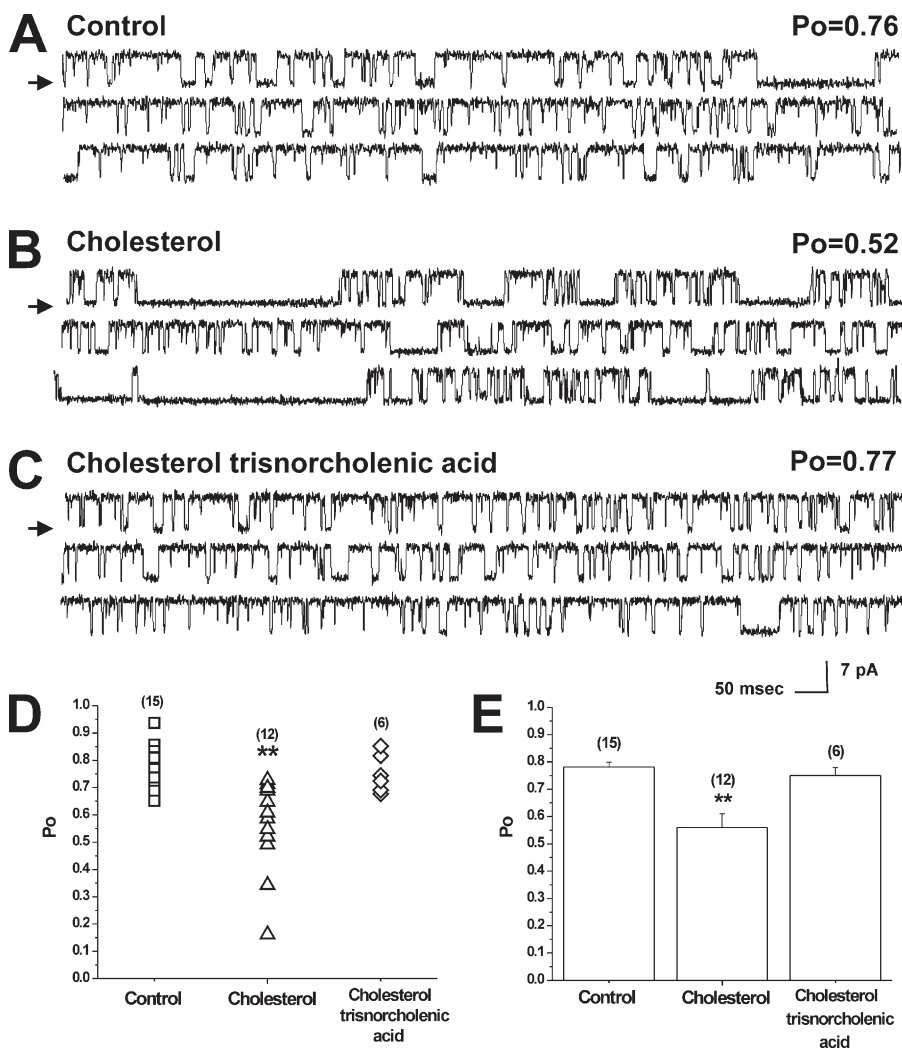 A Control Po=0.76
B Cholesterol Po=0.52
C Cholesterol trisnorcholenic acid Po=0.77
7 pA
50 msec
D
Po
1.0
0.9
0.8
0.7
0.6
0.5
0.4
0.3
0.2
0.1
0.0
(15)
(12)
**
(6)
Control
Cholesterol
Cholesterol
trisnorcholenic
acid
E
Po
1.0
0.9
0.8
0.7
0.6
0.5
0.4
0.3
0.2
0.1
0.0
(15)
(12)
**
(6)
Control
Cholesterol
Cholesterol
trisnorcholenic
acid